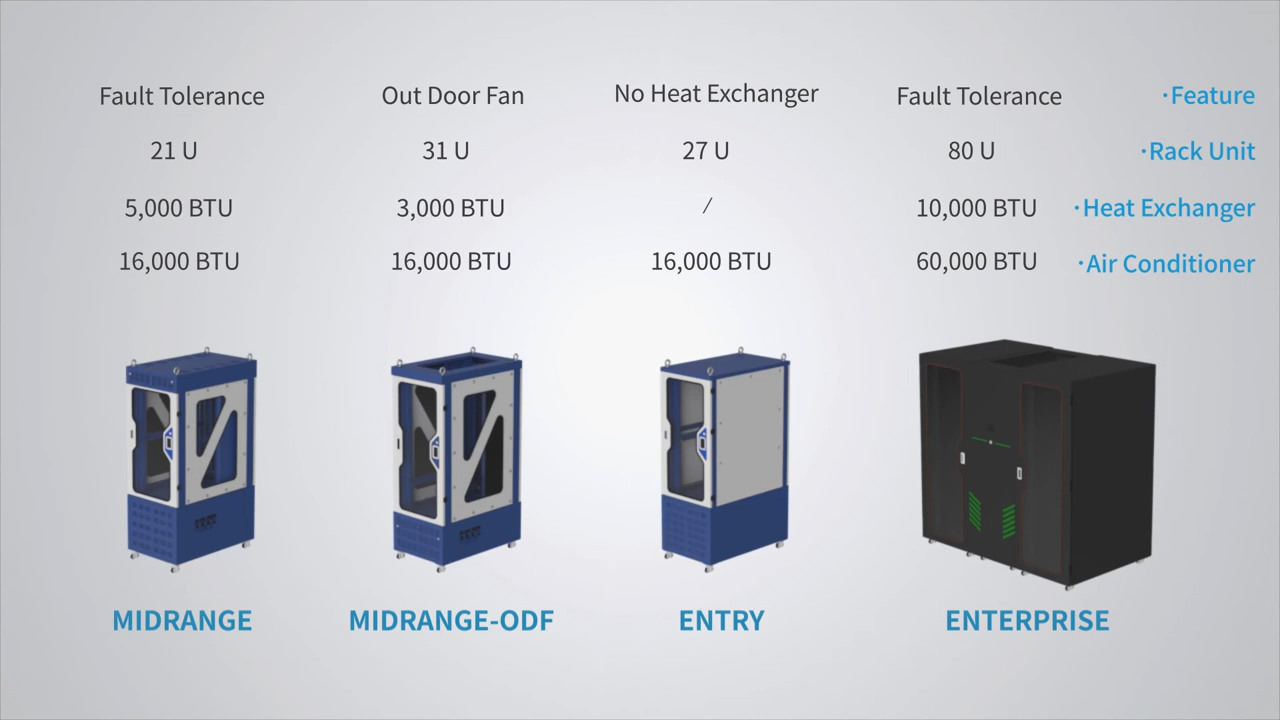 Fault Tolerance Out Door Fan No Heat Exchanger Fault Tolerance ·Feature
21 U 31 U 27 U 80 U ·Rack Unit
5,000 BTU 3,000 BTU / 10,000 BTU ·Heat Exchanger
16,000 BTU 16,000 BTU 16,000 BTU 60,000 BTU ·Air Conditioner
MIDRANGE MIDRANGE-ODF ENTRY ENTERPRISE